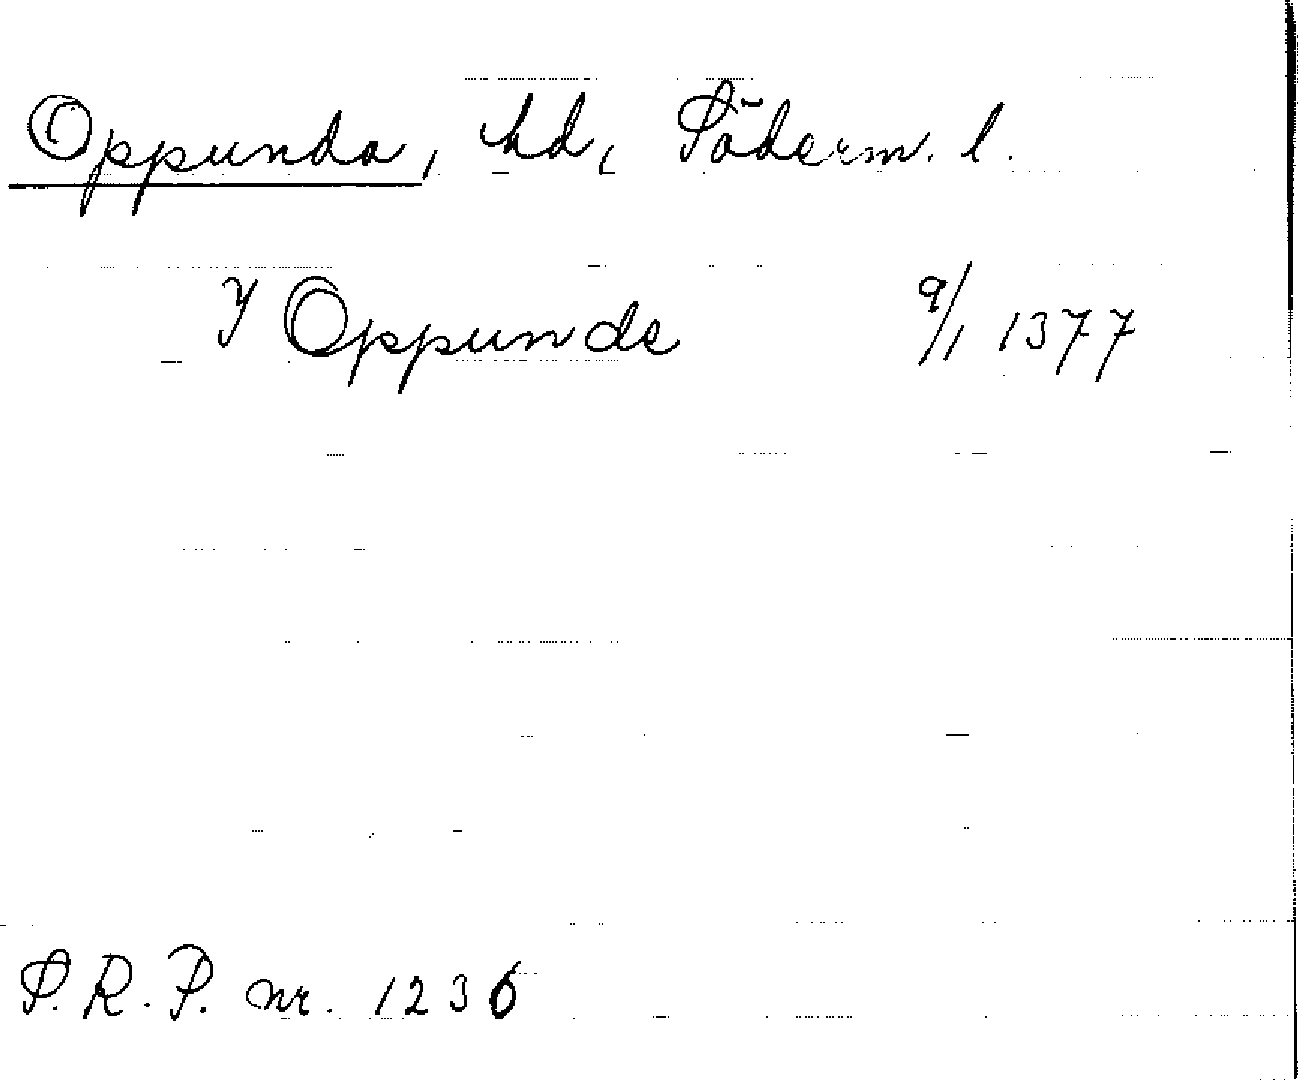 Oppunda, hd, Söderm. l.
y Oppunde 9/1 1377
S.R.P. nr. 1236